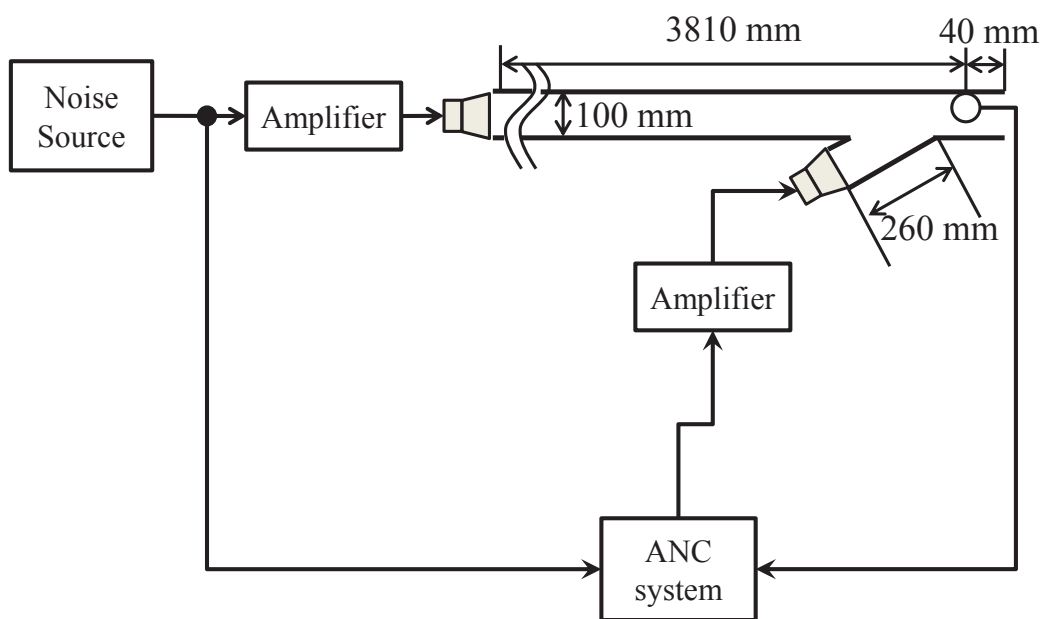 3810 mm
40 mm
Noise
Source
Amplifier
100 mm
260 mm
Amplifier
ANC
system